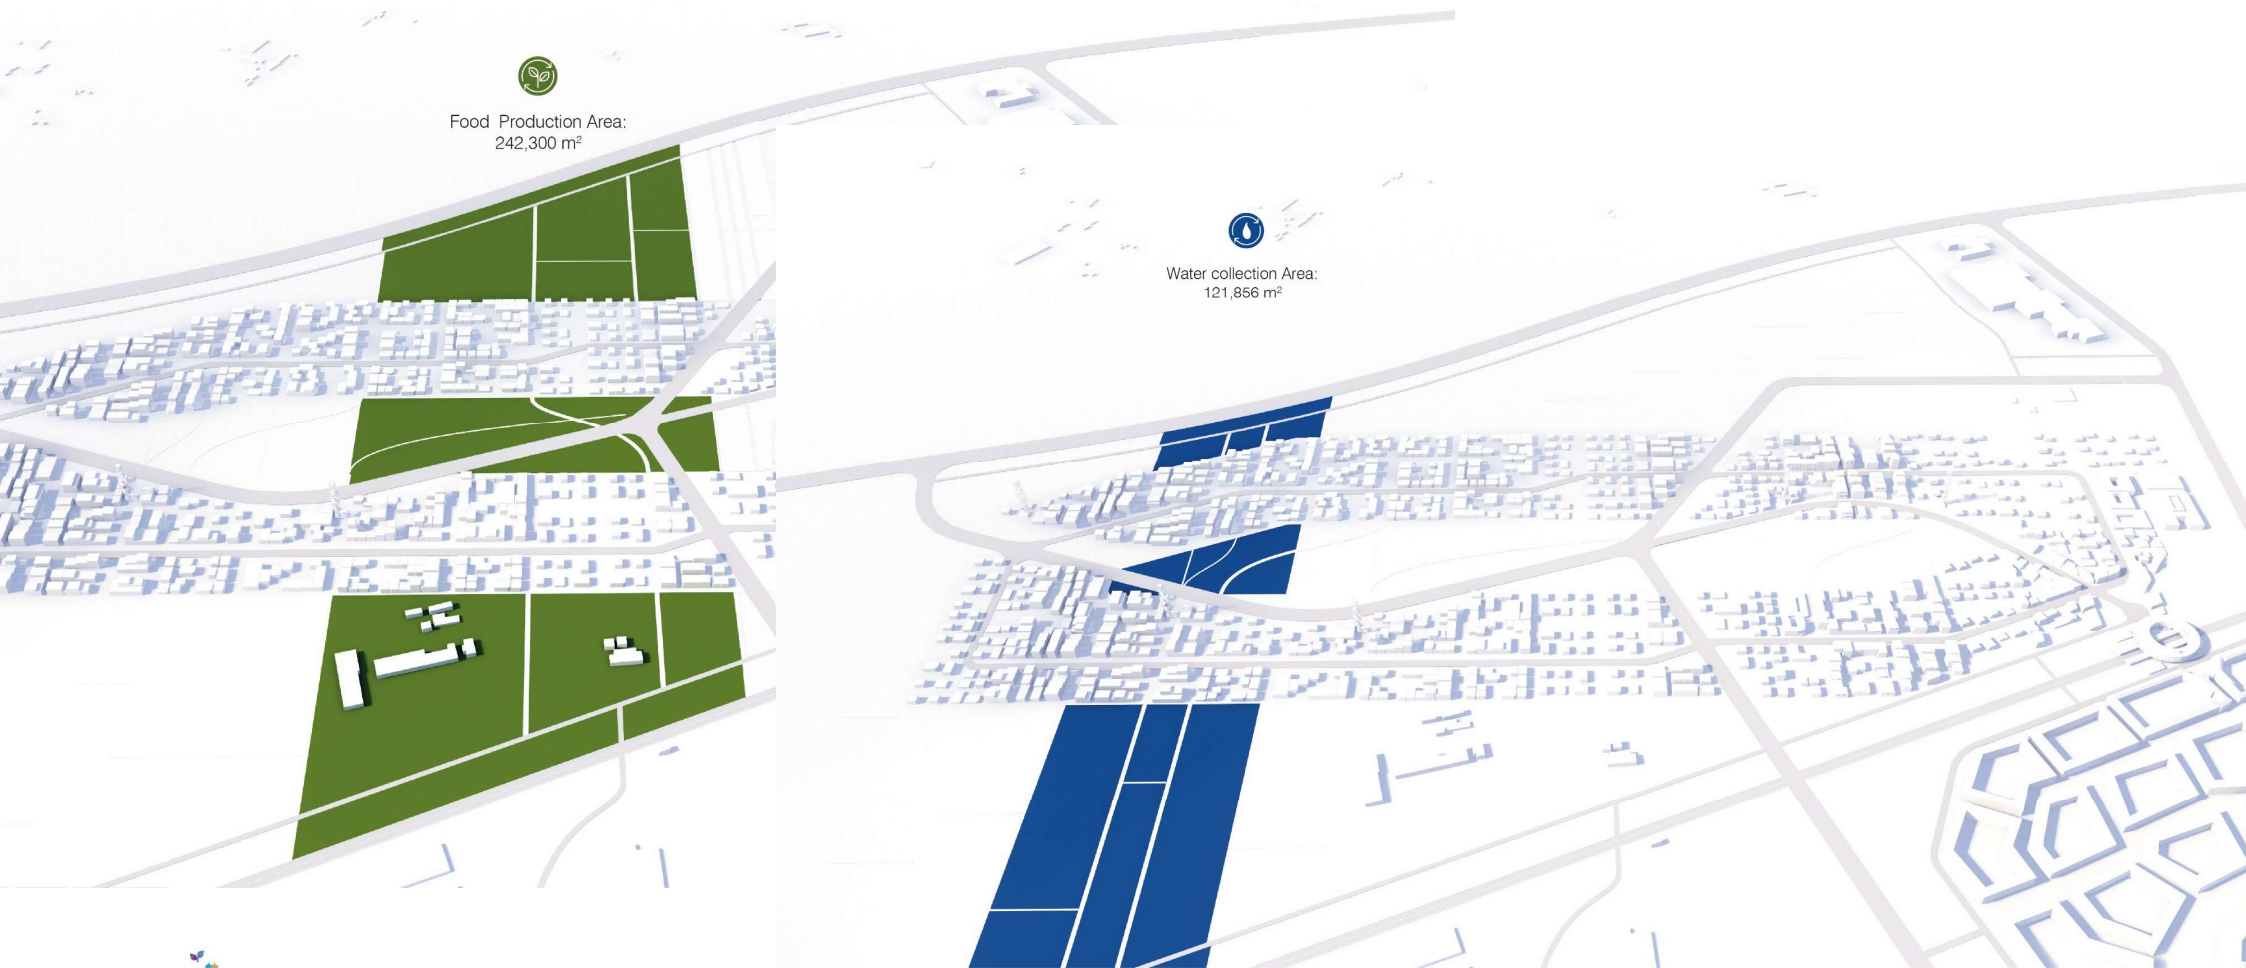 Food Production Area:
242,300 m²
Water collection Area:
121,856 m²